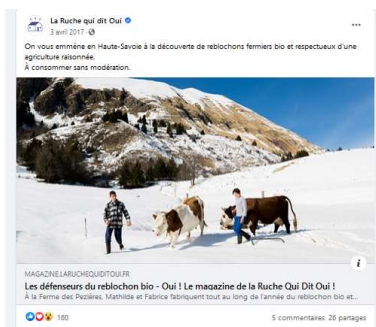 La Ruche qui dit Oui
3 avril 2017 ·
On vous emmène en Haute-Savoie à la découverte de reblochons fermiers bio et respectueux d'une
agriculture raisonnée.
À consommer sans modération.
MAGAZINE.LARUCHEQUIDITOUI.FR
Les défenseurs du reblochon bio - Oui ! Le magazine de la Ruche Qui Dit Oui !
À la Ferme des Pezières, Mathilde et Fabrice fabriquent tout au long de l'année du reblochon bio et...
160
5 commentaires 26 partages